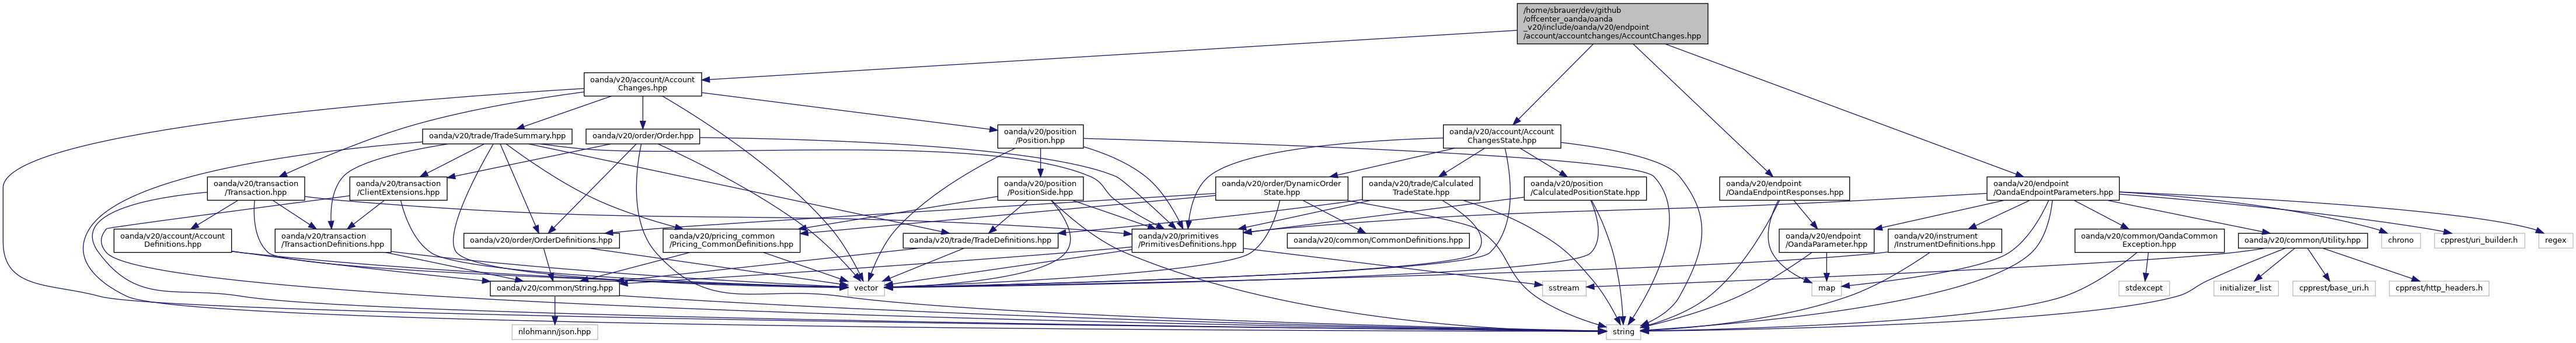 /home/sbrauer/dev/github
/offcenter_oanda/oanda
_v20/include/oanda/v20/endpoint
/account/accountchanges/AccountChanges.hpp
oanda/v20/account/Account
Changes.hpp
oanda/v20/trade/TradeSummary.hpp
oanda/v20/order/Order.hpp
oanda/v20/position
/Position.hpp
oanda/v20/account/Account
ChangesState.hpp
oanda/v20/transaction
/Transaction.hpp
oanda/v20/transaction
/ClientExtensions.hpp
oanda/v20/position
/PositionSide.hpp
oanda/v20/order/DynamicOrder
State.hpp
oanda/v20/trade/Calculated
TradeState.hpp
oanda/v20/position
/CalculatedPositionState.hpp
oanda/v20/endpoint
/OandaEndpointResponses.hpp
oanda/v20/endpoint
/OandaEndpointParameters.hpp
oanda/v20/account/Account
Definitions.hpp
oanda/v20/transaction
/TransactionDefinitions.hpp
oanda/v20/order/OrderDefinitions.hpp
oanda/v20/pricing_common
/Pricing_CommonDefinitions.hpp
oanda/v20/trade/TradeDefinitions.hpp
oanda/v20/primitives
/PrimitivesDefinitions.hpp
oanda/v20/common/CommonDefinitions.hpp
oanda/v20/endpoint
/OandaParameter.hpp
oanda/v20/instrument
/InstrumentDefinitions.hpp
oanda/v20/common/OandaCommon
Exception.hpp
oanda/v20/common/Utility.hpp
chrono
cpprest/uri_builder.h
regex
oanda/v20/common/String.hpp
vector
sstream
map
stdexcept
initializer_list
cpprest/base_uri.h
cpprest/http_headers.h
nlohmann/json.hpp
string